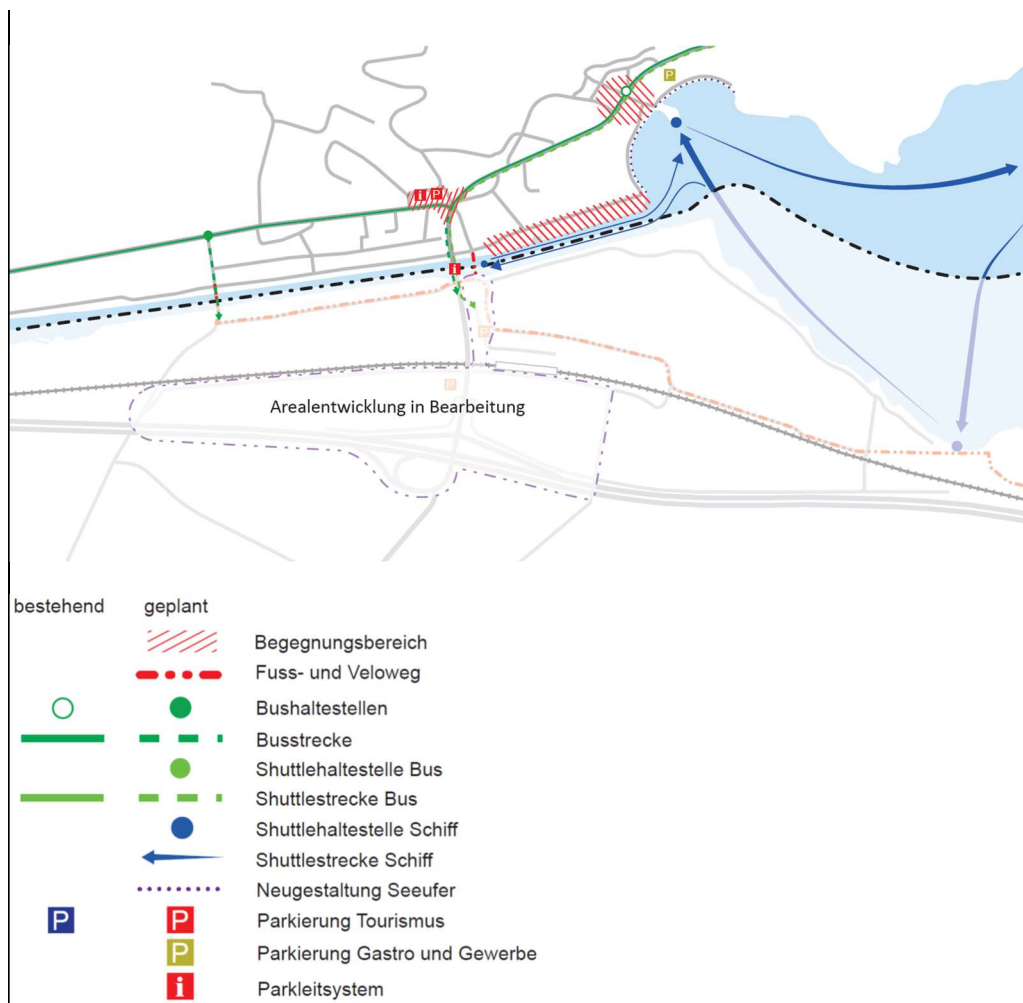 P
i P
i
P
P
Arealentwicklung in Bearbeitung
bestehend geplant
Begegnungsbereich
Fuss- und Veloweg
Bushaltestellen
Busstrecke
Shuttlehaltestelle Bus
Shuttlestrecke Bus
Shuttlehaltestelle Schiff
Shuttlestrecke Schiff
Neugestaltung Seeufer
P P Parkierung Tourismus
P Parkierung Gastro und Gewerbe
i Parkleitsystem